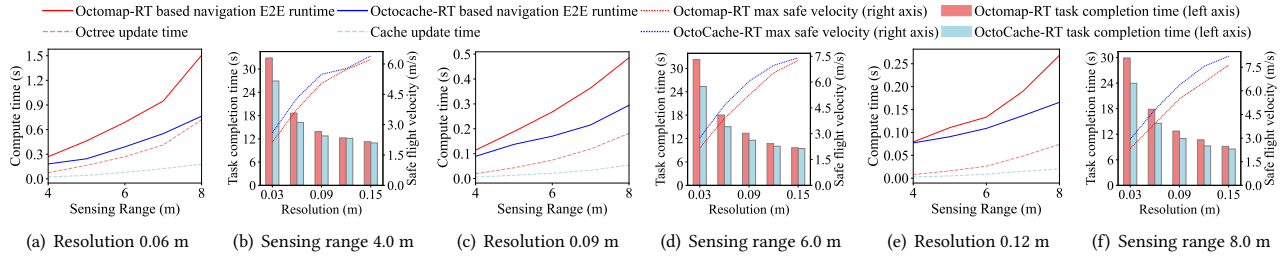 Octomap-RT based navigation E2E runtime
Octocache-RT based navigation E2E runtime
Octomap-RT max safe velocity (right axis)
Octomap-RT task completion time (left axis)
Octree update time
Cache update time
OctoCache-RT max safe velocity (right axis)
OctoCache-RT task completion time (left axis)
Compute time (s)
1.5
1.2
0.9
0.6
0.3
0.0
4 6 8
Sensing Range (m)
(a) Resolution 0.06 m
Task completion time (s)
30
24
18
12
6
0
0.03 0.09 0.15
Resolution (m)
6.0
4.5
3.0
1.5
0.0
Safe flight velocity (m/s)
(b) Sensing range 4.0 m
Compute time (s)
0.5
0.4
0.3
0.2
0.1
0.0
4 6 8
Sensing Range (m)
(c) Resolution 0.09 m
Task completion time (s)
30
24
18
12
6
0
0.03 0.09 0.15
Resolution (m)
7.5
6.0
4.5
3.0
1.5
0.0
Safe flight velocity (m/s)
(d) Sensing range 6.0 m
Compute time (s)
0.25
0.20
0.15
0.10
0.05
0.00
4 6 8
Sensing Range (m)
(e) Resolution 0.12 m
Task completion time (s)
30
24
18
12
6
0
0.03 0.09 0.15
Resolution (m)
7.5
6.0
4.5
3.0
1.5
0.0
Safe flight velocity (m/s)
(f) Sensing range 8.0 m